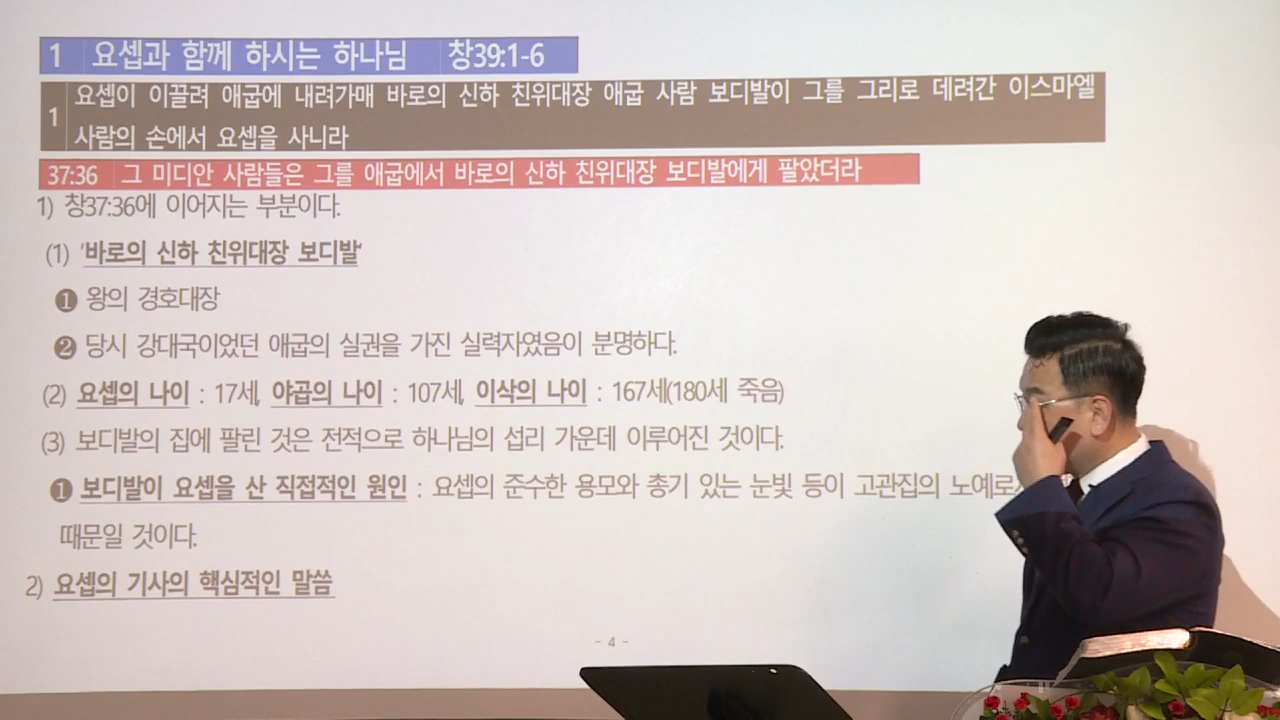 1 요셉과 함께 하시는 하나님 창39:1-6
1 요셉이 이끌려 애굽에 내려가매 바로의 신하 친위대장 애굽 사람 보디발이 그를 그리로 데려간 이스마엘
사람의 손에서 요셉을 사니라
37:36 그 미디안 사람들은 그를 애굽에서 바로의 신하 친위대장 보디발에게 팔았더라
1) 창37:36에 이어지는 부분이다.
(1) '바로의 신하 친위대장 보디발'
❶ 왕의 경호대장
❷ 당시 강대국이었던 애굽의 실권을 가진 실력자였음이 분명하다.
(2) 요셉의 나이 : 17세, 야곱의 나이 : 107세, 이삭의 나이 : 167세(180세 죽음)
(3) 보디발의 집에 팔린 것은 전적으로 하나님의 섭리 가운데 이루어진 것이다.
❶ 보디발이 요셉을 산 직접적인 원인 : 요셉의 준수한 용모와 총기 있는 눈빛 등이 고관집의 노예로
때문일 것이다.
2) 요셉의 기사의 핵심적인 말씀
- 4 -